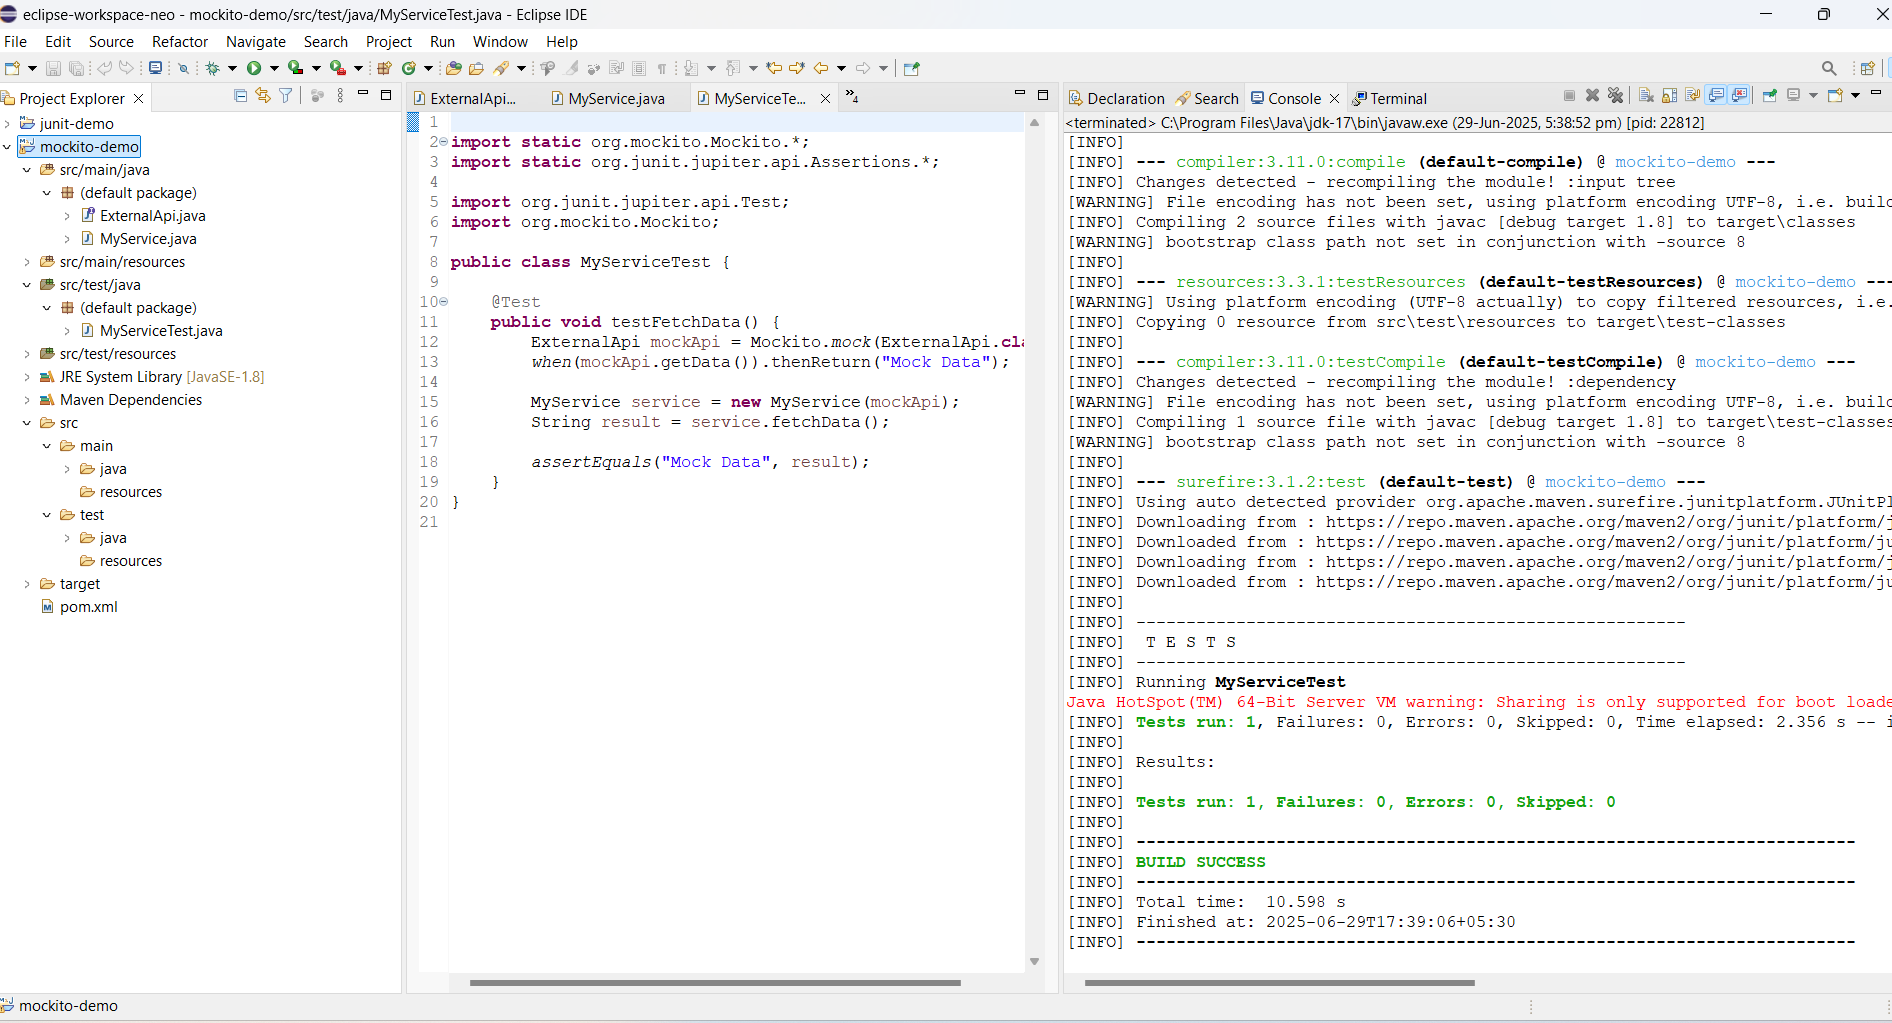 eclipse-workspace-neo - mockito-demo/src/test/java/MyServiceTest.java - Eclipse IDE
File Edit Source Refactor Navigate Search Project Run Window Help
Project Explorer
junit-demo
mockito-demo
src/main/java
(default package)
ExternalApi.java
MyService.java
src/main/resources
src/test/java
(default package)
MyServiceTest.java
src/test/resources
JRE System Library [JavaSE-1.8]
Maven Dependencies
src
main
java
resources
test
java
resources
target
pom.xml
ExternalApi... MyService.java MyServiceTe... »4
1
2 import static org.mockito.Mockito.*;
3 import static org.junit.jupiter.api.Assertions.*;
4
5 import org.junit.jupiter.api.Test;
6 import org.mockito.Mockito;
7
8 public class MyServiceTest {
9
10 @Test
11 public void testFetchData() {
12 ExternalApi mockApi = Mockito.mock(ExternalApi.cla
13 when(mockApi.getData()).thenReturn("Mock Data");
14
15 MyService service = new MyService(mockApi);
16 String result = service.fetchData();
17
18 assertEquals("Mock Data", result);
19 }
20 }
21
Declaration Search Console Terminal
<terminated> C:\Program Files\Java\jdk-17\bin\javaw.exe (29-Jun-2025, 5:38:52 pm) [pid: 22812]
[INFO]
[INFO] --- compiler:3.11.0:compile (default-compile) @ mockito-demo ---
[INFO] Changes detected - recompiling the module! :input tree
[WARNING] File encoding has not been set, using platform encoding UTF-8, i.e. build
[INFO] Compiling 2 source files with javac [debug target 1.8] to target\classes
[WARNING] bootstrap class path not set in conjunction with -source 8
[INFO]
[INFO] --- resources:3.3.1:testResources (default-testResources) @ mockito-demo ---
[WARNING] Using platform encoding (UTF-8 actually) to copy filtered resources, i.e.
[INFO] Copying 0 resource from src\test\resources to target\test-classes
[INFO]
[INFO] --- compiler:3.11.0:testCompile (default-testCompile) @ mockito-demo ---
[INFO] Changes detected - recompiling the module! :dependency
[WARNING] File encoding has not been set, using platform encoding UTF-8, i.e. build
[INFO] Compiling 1 source file with javac [debug target 1.8] to target\test-classes
[WARNING] bootstrap class path not set in conjunction with -source 8
[INFO]
[INFO] --- surefire:3.1.2:test (default-test) @ mockito-demo ---
[INFO] Using auto detected provider org.apache.maven.surefire.junitplatform.JUnitPl
[INFO] Downloading from : https://repo.maven.apache.org/maven2/org/junit/platform/j
[INFO] Downloaded from : https://repo.maven.apache.org/maven2/org/junit/platform/ju
[INFO] Downloading from : https://repo.maven.apache.org/maven2/org/junit/platform/j
[INFO] Downloaded from : https://repo.maven.apache.org/maven2/org/junit/platform/ju
[INFO]
[INFO] -------------------------------------------------------
[INFO] T E S T S
[INFO] -------------------------------------------------------
[INFO] Running MyServiceTest
Java HotSpot(TM) 64-Bit Server VM warning: Sharing is only supported for boot loade
[INFO] Tests run: 1, Failures: 0, Errors: 0, Skipped: 0, Time elapsed: 2.356 s -- i
[INFO]
[INFO] Results:
[INFO]
[INFO] Tests run: 1, Failures: 0, Errors: 0, Skipped: 0
[INFO]
[INFO] ------------------------------------------------------------------------
[INFO] BUILD SUCCESS
[INFO] ------------------------------------------------------------------------
[INFO] Total time: 10.598 s
[INFO] Finished at: 2025-06-29T17:39:06+05:30
[INFO] ------------------------------------------------------------------------
mockito-demo